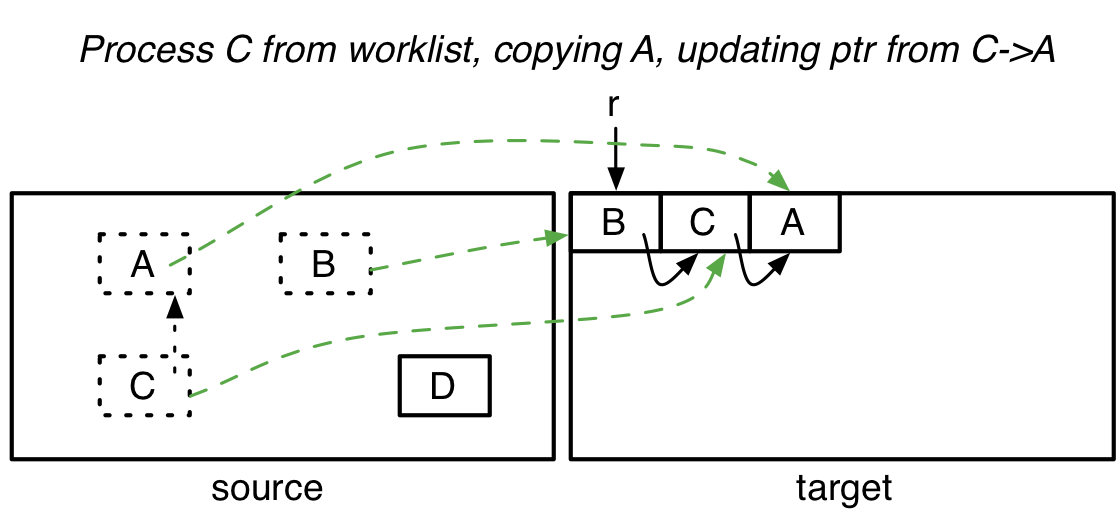 Process C from worklist, copying A, updating ptr from C->A
r
B C A
A B
C D
source target